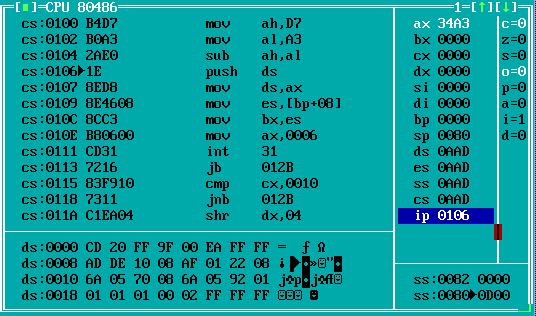 [■]=CPU 80486 1=[↑][↓]
cs:0100 B4D7 mov ah,D7 ax 34A3 c=0
cs:0102 B0A3 mov al,A3 bx 0000 z=0
cs:0104 2AE0 sub ah,al cx 0000 s=0
cs:0106►1E push ds dx 0000 o=0
cs:0107 8ED8 mov ds,ax si 0000 p=0
cs:0109 8E4608 mov es,[bp+08] di 0000 a=0
cs:010C 8CC3 mov bx,es bp 0000 i=1
cs:010E B80600 mov ax,0006 sp 0080 d=0
cs:0111 CD31 int 31 ds 0AAD
cs:0113 7216 jb 012B es 0AAD
cs:0115 83F910 cmp cx,0010 ss 0AAD
cs:0118 7311 jnb 012B cs 0AAD
cs:011A C1EA04 shr dx,04 ip 0106
ds:0000 CD 20 FF 9F 00 EA FF FF = ƒ Ω
ds:0008 AD DE 10 08 AF 01 22 08 ¡ ►◘»☺"◘
ds:0010 6A 05 70 08 6A 05 92 01 j♣p◘j♣Æ☺ ss:0082 0000
ds:0018 01 01 01 00 02 FF FF FF ☺☺☺ ☻ ss:0080►0D00